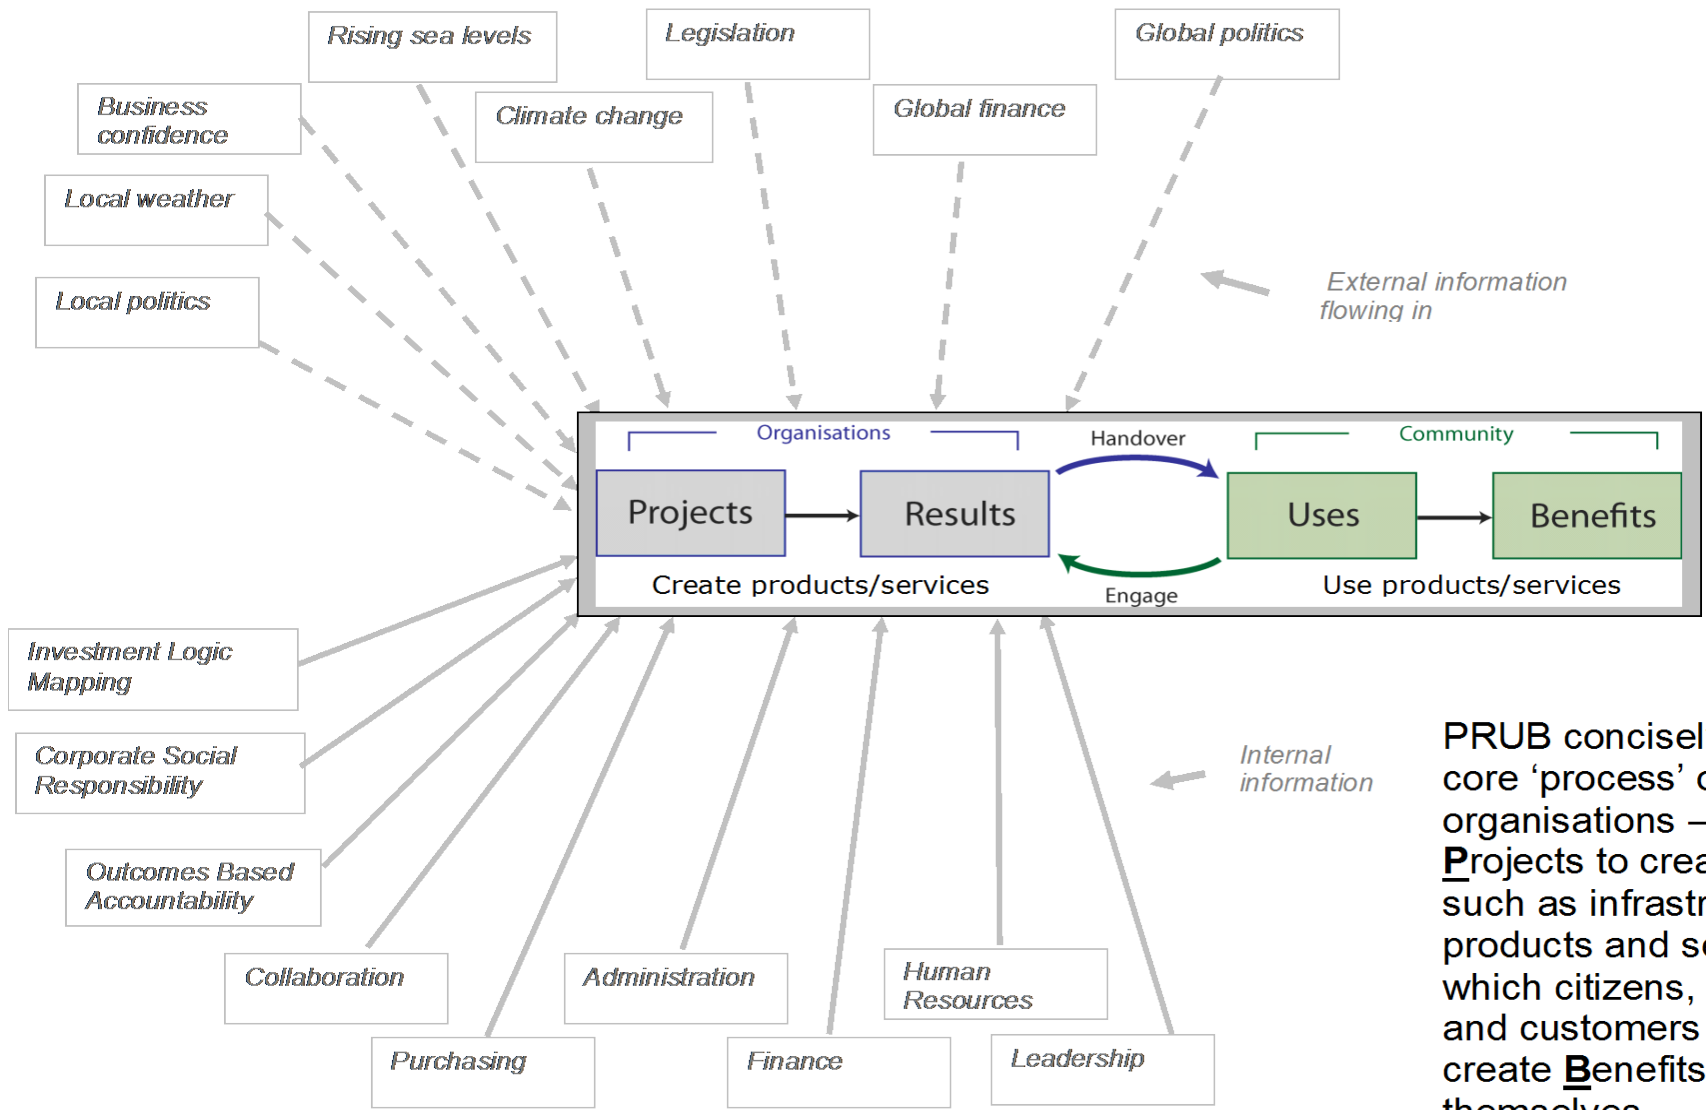 Rising sea levels
Legislation
Global politics
Business
confidence
Climate change
Global finance
Local weather
Local politics
External information
flowing in
Organisations
Handover
Community
Projects
Results
Uses
Benefits
Create products/services
Engage
Use products/services
Investment Logic
Mapping
Corporate Social
Responsibility
Outcomes Based
Accountability
Collaboration
Administration
Human
Resources
Purchasing
Finance
Leadership
Internal
information
PRUB concisel
core ‘process’ o
organisations –
Projects to crea
such as infrastr
products and se
which citizens,
and customers
create Benefits
themselves